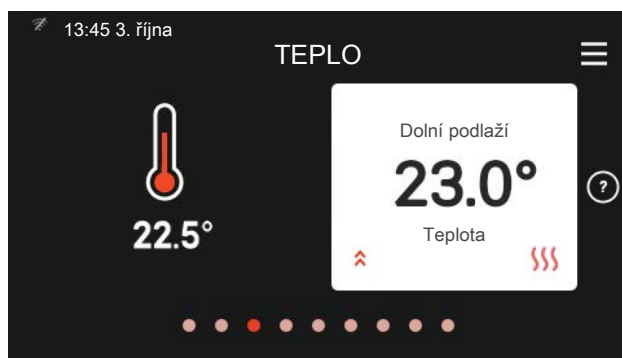 13:45 3. října
TEPLO
22.5°
Dolní podlaží
23.0°
Teplota
?